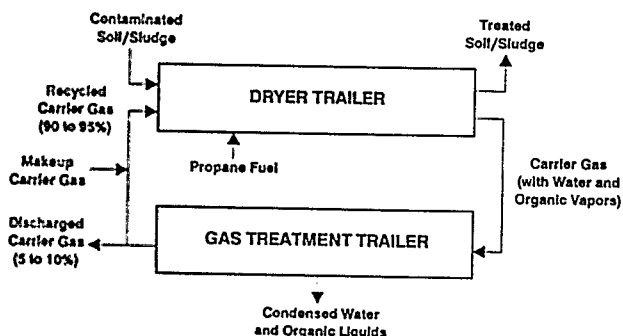 Contaminated
Soil/Sludge
Treated
Soil/Sludge
Recycled
Carrier Gas
(90 to 95%)
DRYER TRAILER
Makeup
Carrier Gas
Propane Fuel
Carrier Gas
(with Water and
Organic Vapors)
Discharged
Carrier Gas
(5 to 10%)
GAS TREATMENT TRAILER
Condensed Water
and Organic Liquids